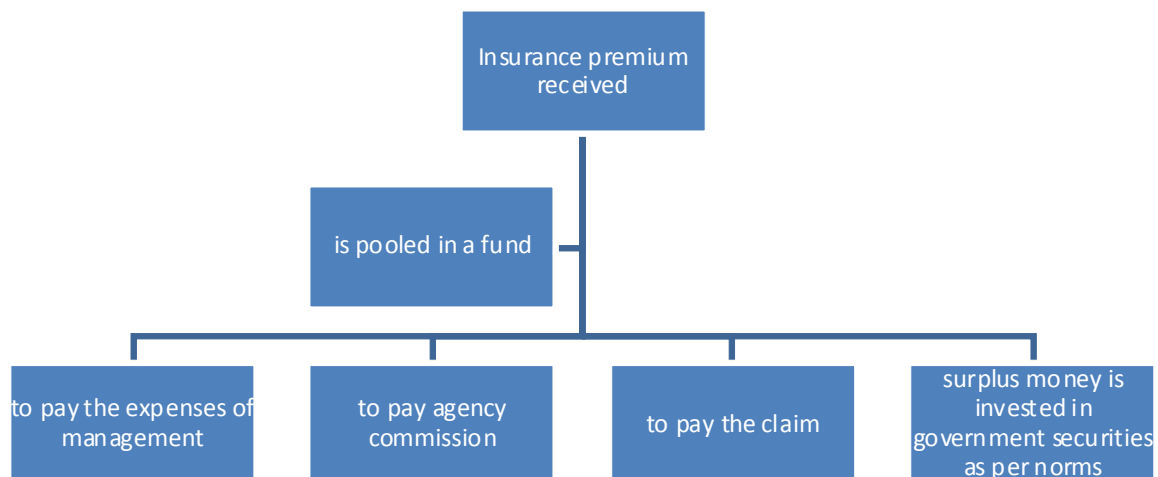 Insurance premium
received
is pooled in a fund
to pay the expenses of
management
to pay agency
commission
to pay the claim
surplus money is
invested in
government securities
as per norms